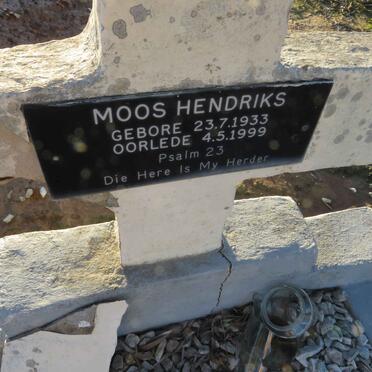 MOOS HENDRIKS
GEBORE 23.7.1933
OORLEDE 4.5.1999
Psalm 23
Die Here Is My Herder